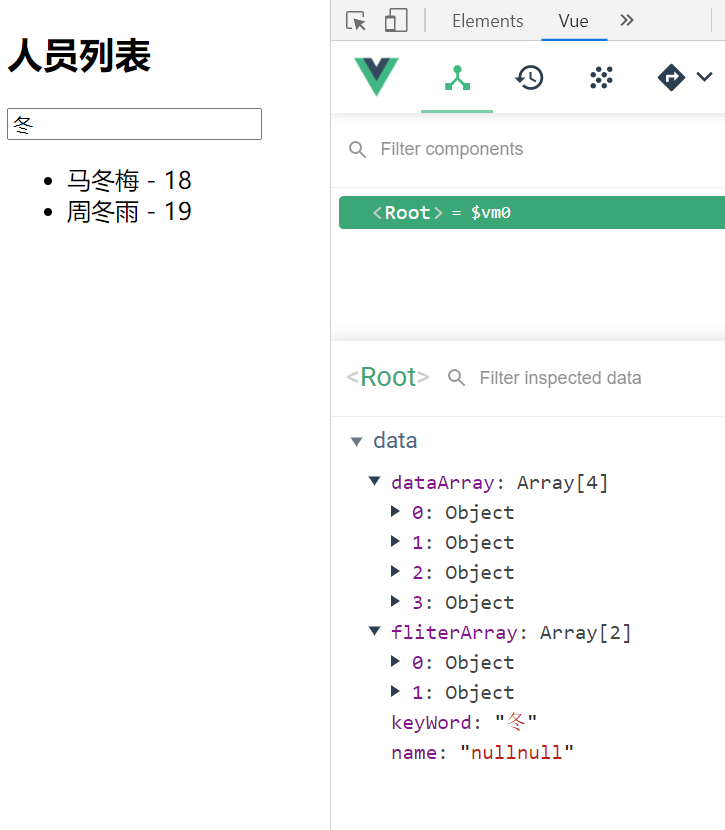 人员列表
冬
马冬梅 - 18
周冬雨 - 19
Elements Vue
Filter components
<Root> = $vm0
<Root> Filter inspected data
data
dataArray: Array[4]
0: Object
1: Object
2: Object
3: Object
fliterArray: Array[2]
0: Object
1: Object
keyWord: "冬"
name: "nullnull"